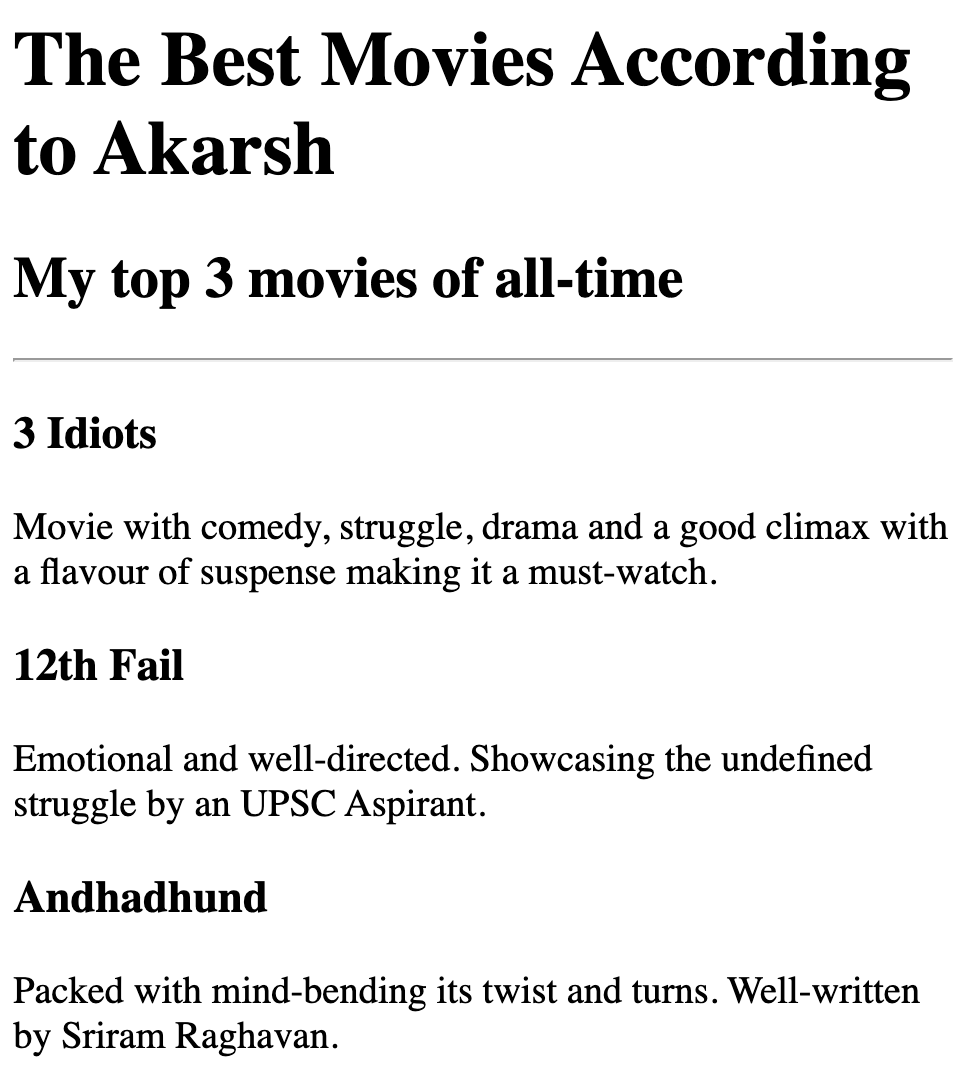 The Best Movies According
to Akarsh
My top 3 movies of all-time
3 Idiots
Movie with comedy, struggle, drama and a good climax with
a flavour of suspense making it a must-watch.
12th Fail
Emotional and well-directed. Showcasing the undefined
struggle by an UPSC Aspirant.
Andhadhund
Packed with mind-bending its twist and turns. Well-written
by Sriram Raghavan.